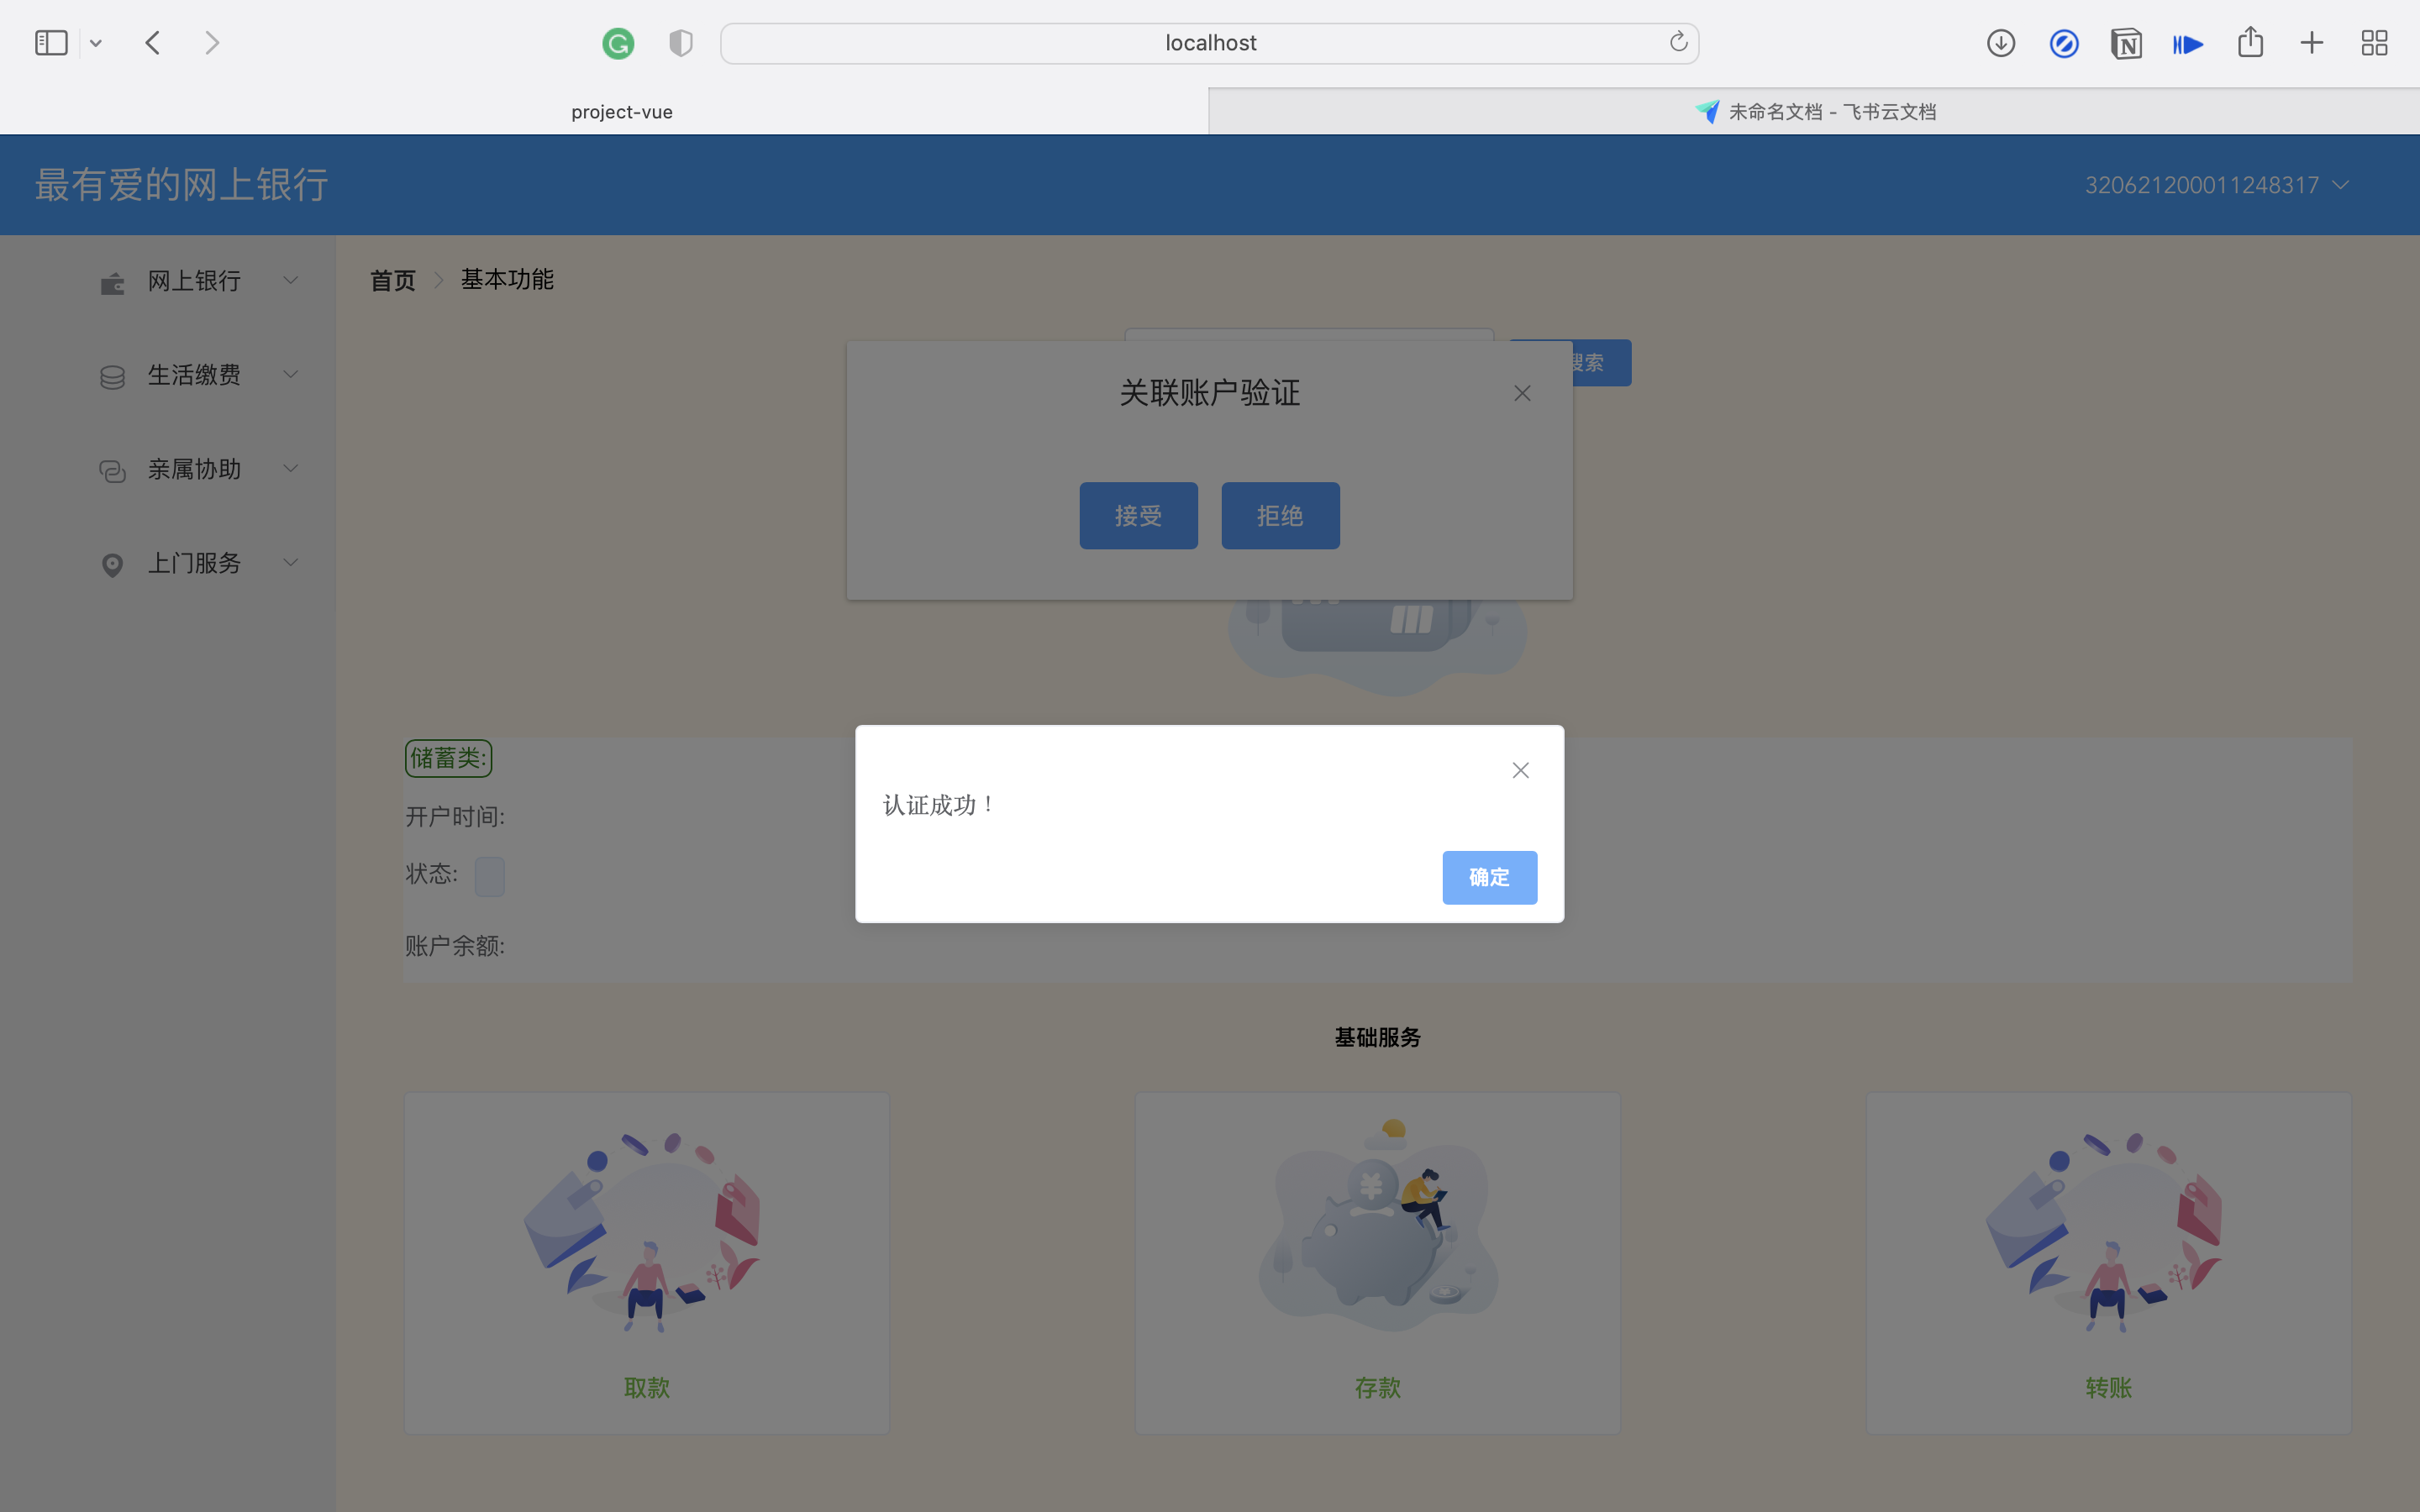 localhost
project-vue
未命名文档 - 飞书云文档
最有爱的网上银行
320621200011248317
网上银行
首页
基本功能
搜索
关联账户验证
生活缴费
亲属协助
接受
拒绝
上门服务
储蓄类:
认证成功！
开户时间:
状态:
确定
账户余额:
基础服务
取款
存款
转账